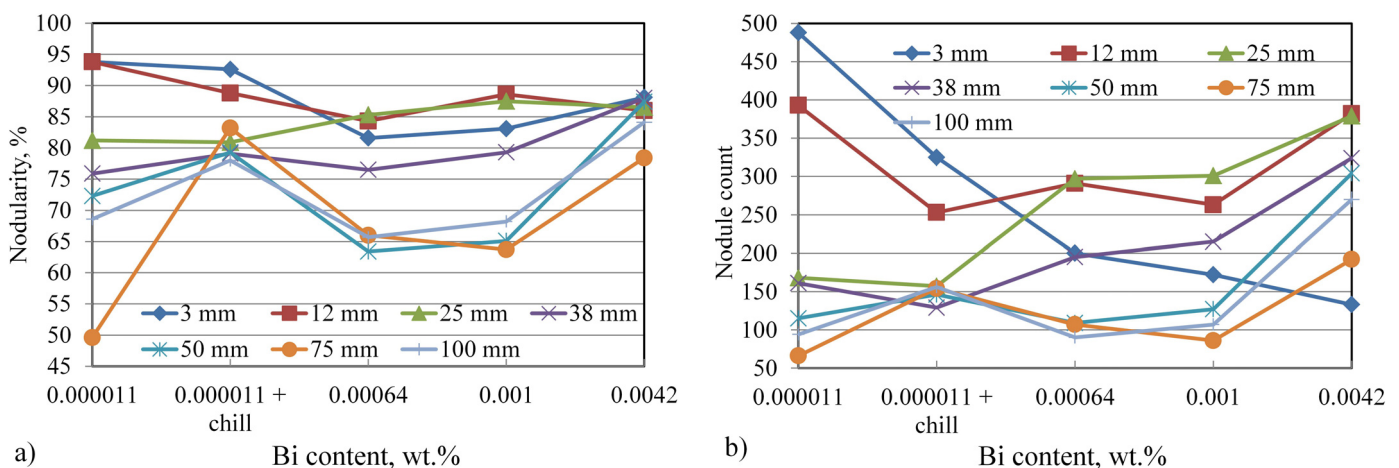 100
95
90
85
80
75
70
65
60
55
50
45
Nodularity, %
3 mm 12 mm 25 mm 38 mm
50 mm 75 mm 100 mm
0.000011 0.000011 + 0.00064 0.001 0.0042
chill
a) Bi content, wt.%
500
450
400
350
300
250
200
150
100
50
Nodule count
3 mm 12 mm 25 mm
38 mm 50 mm 75 mm
100 mm
0.000011 0.000011 + 0.00064 0.001 0.0042
chill
b) Bi content, wt.%